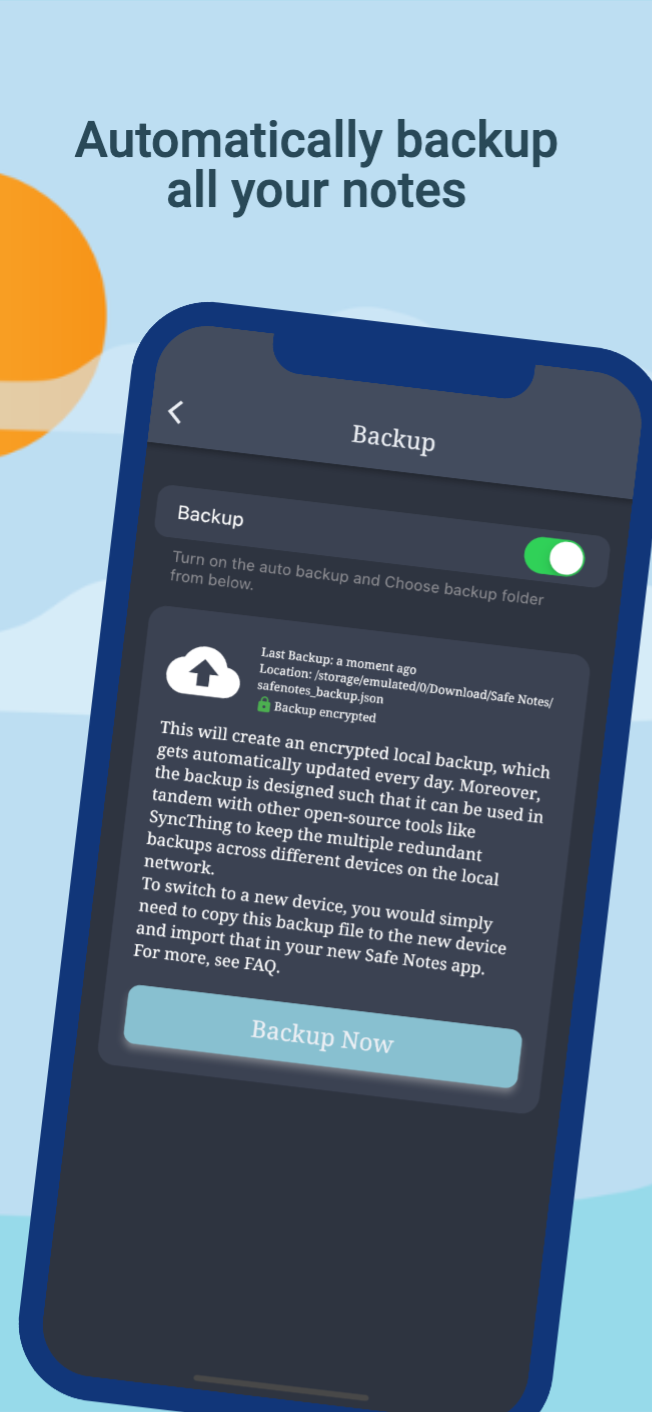 Automatically backup
all your notes
Backup
Backup
Turn on the auto backup and Choose backup folder
from below.
Last Backup: a moment ago
Location: /storage/emulated/0/Download/Safe Notes/
safenotes_backup.json
Backup encrypted
This will create an encrypted local backup, which
gets automatically updated every day. Moreover,
the backup is designed such that it can be used in
tandem with other open-source tools like
SyncThing to keep the multiple redundant
backups across different devices on the local
network.
To switch to a new device, you would simply
need to copy this backup file to the new device
and import that in your new Safe Notes app.
For more, see FAQ.
Backup Now